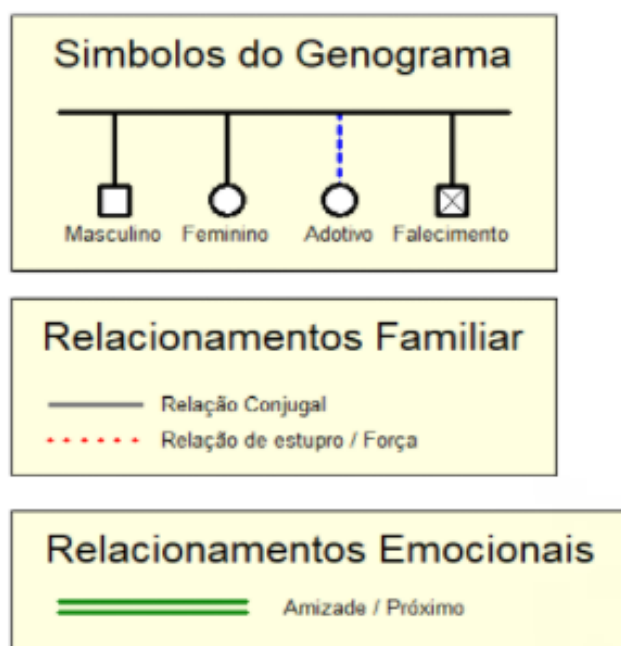 Simbolos do Genograma
Masculino Feminino Adotivo Falecimento
Relacionamentos Familiar
Relação Conjugal
Relação de estupro / Força
Relacionamentos Emocionais
Amizade / Próximo